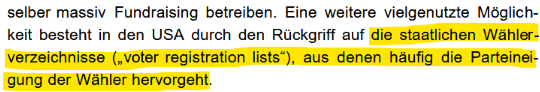 selber massiv Fundraising betreiben. Eine weitere vielgenutzte Möglich-
keit besteht in den USA durch den Rückgriff auf die staatlichen Wähler-
verzeichnisse („voter registration lists“), aus denen häufig die Parteinei-
gung der Wähler hervorgeht.